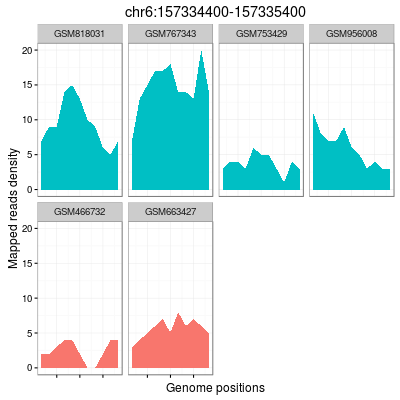 chr6:157334400-157335400
GSM818031 GSM767343 GSM753429 GSM956008
20
15
10
5
0
GSM466732 GSM663427
20
15
10
5
0
Mapped reads density
Genome positions